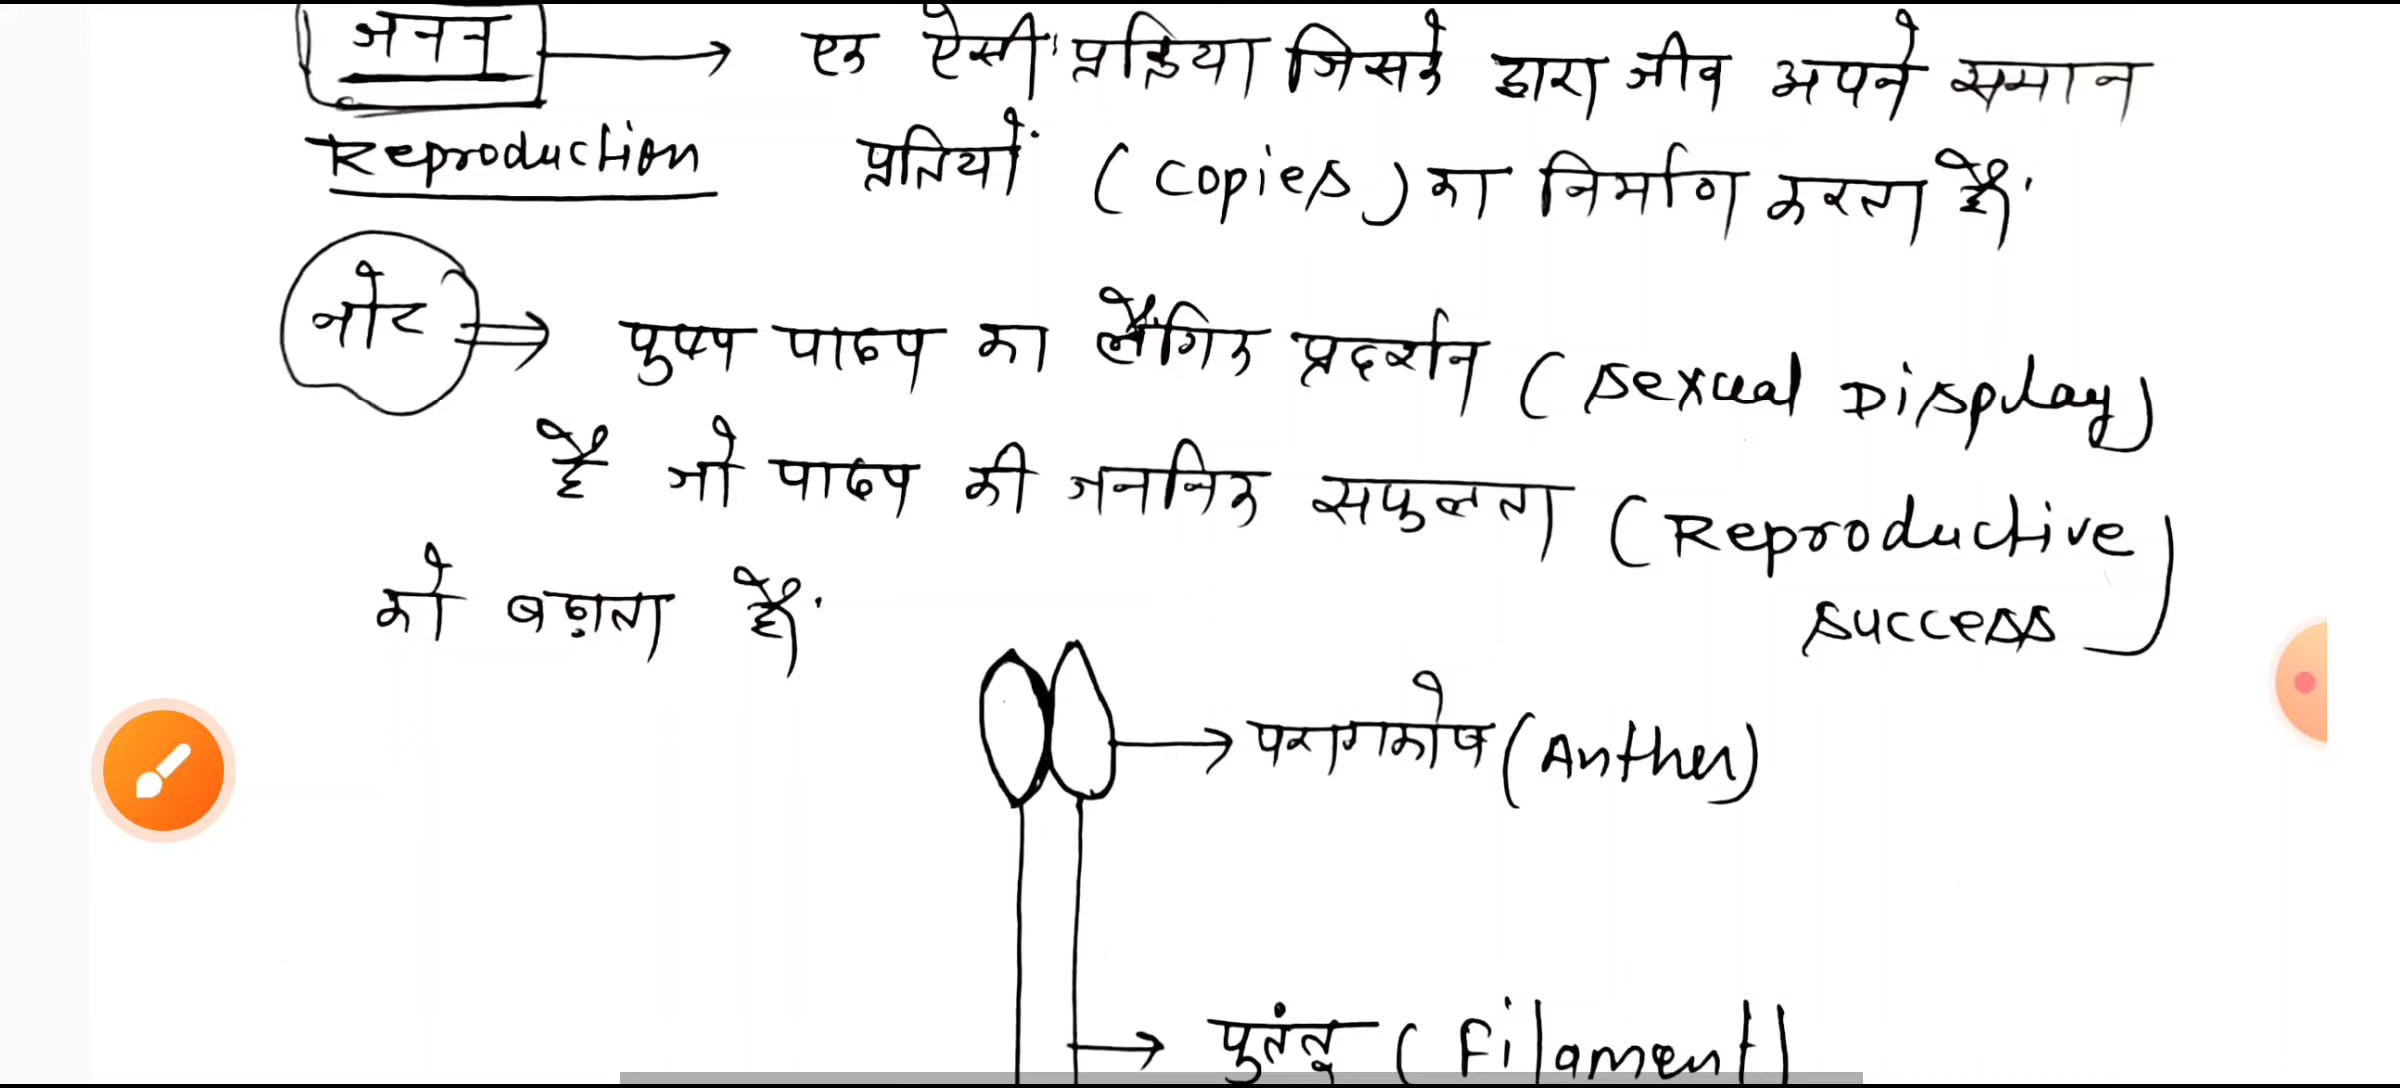 जनन → एक ऐसी प्रक्रिया जिसके द्वारा जीव अपने समान
Reproduction प्रतियों (copies) का निर्माण करता है।
नोट ⇒ पुष्प पादप का लैंगिक प्रदर्शन (Sexual Display)
है जो पादप की जननिक सफलता (Reproductive
success)
को बढ़ाता है।
→ परागकोष (Anther)
→ पुतंतु (Filament)